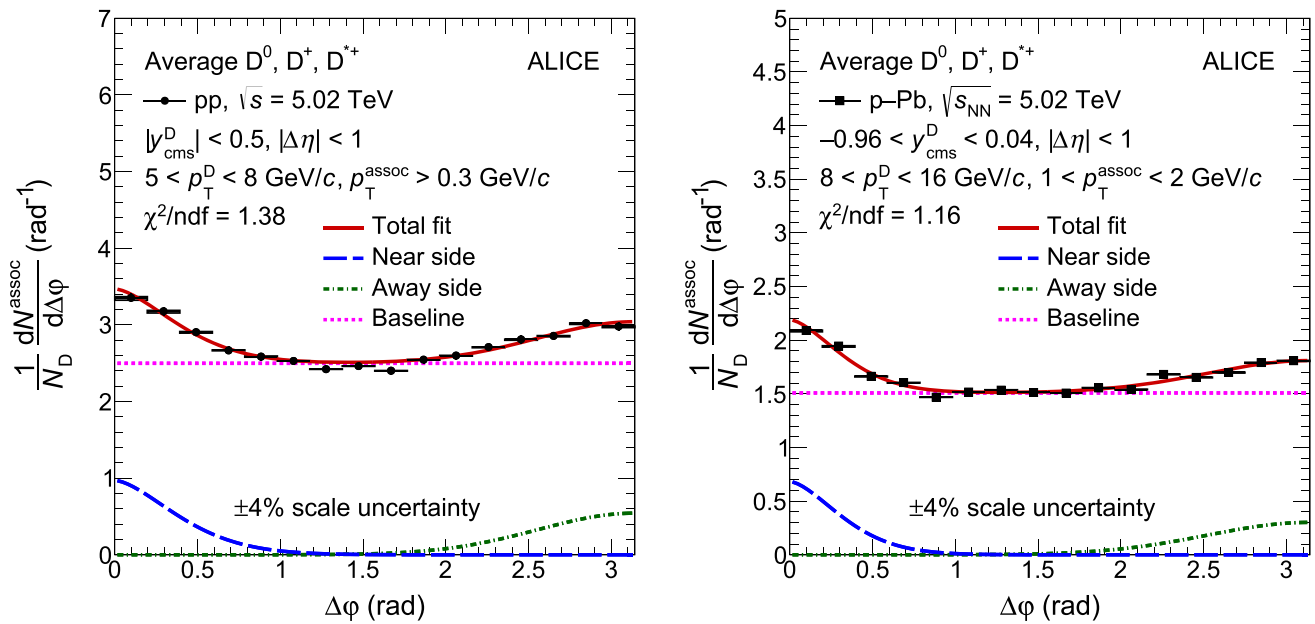 Average D⁰, D⁺, D*⁺ ALICE
pp, √s = 5.02 TeV
|y^D_cms| < 0.5, |Δη| < 1
5 < p_T^D < 8 GeV/c, p_T^assoc > 0.3 GeV/c
χ²/ndf = 1.38
Total fit
Near side
Away side
Baseline
±4% scale uncertainty
1/N_D dN^assoc/dΔφ (rad⁻¹)
7
6
5
4
3
2
1
0
0 0.5 1 1.5 2 2.5 3
Δφ (rad)
Average D⁰, D⁺, D*⁺ ALICE
p–Pb, √s_NN = 5.02 TeV
–0.96 < y^D_cms < 0.04, |Δη| < 1
8 < p_T^D < 16 GeV/c, 1 < p_T^assoc < 2 GeV/c
χ²/ndf = 1.16
Total fit
Near side
Away side
Baseline
±4% scale uncertainty
1/N_D dN^assoc/dΔφ (rad⁻¹)
5
4.5
4
3.5
3
2.5
2
1.5
1
0.5
0
0 0.5 1 1.5 2 2.5 3
Δφ (rad)